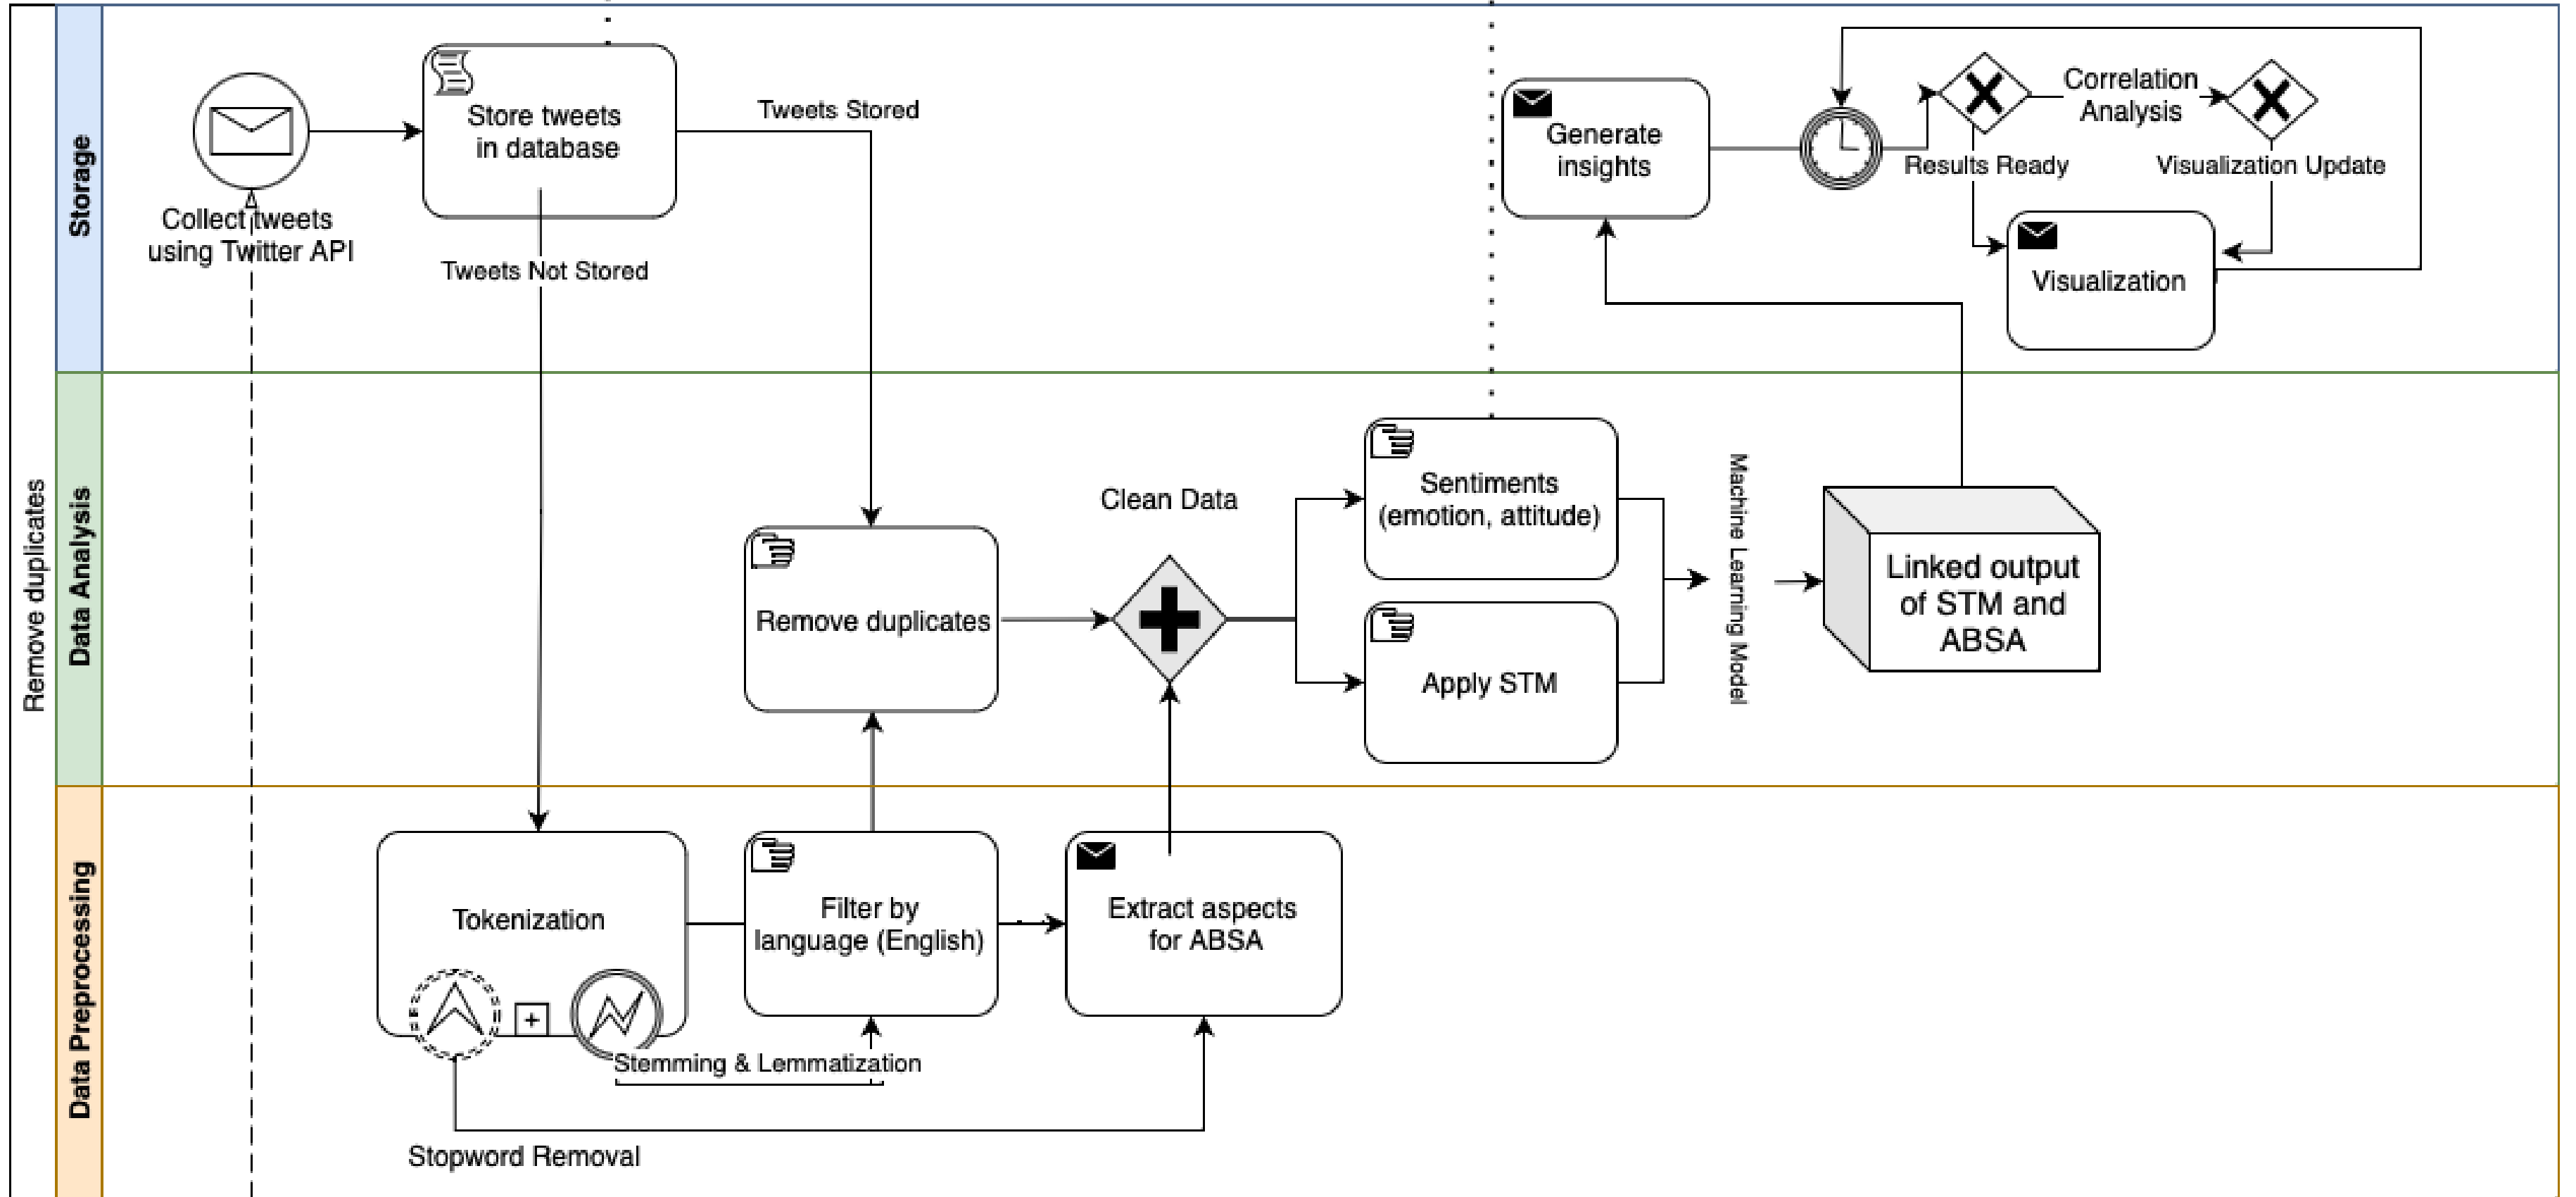 Remove duplicates
Storage
Collect tweets
using Twitter API
Store tweets
in database
Tweets Stored
Tweets Not Stored
Generate
insights
Correlation
Analysis
Results Ready
Visualization Update
Visualization
Data Analysis
Remove duplicates
Clean Data
Sentiments
(emotion, attitude)
Apply STM
Machine Learning Model
Linked output
of STM and
ABSA
Data Preprocessing
Tokenization
Filter by
language (English)
Extract aspects
for ABSA
Stemming & Lemmatization
Stopword Removal